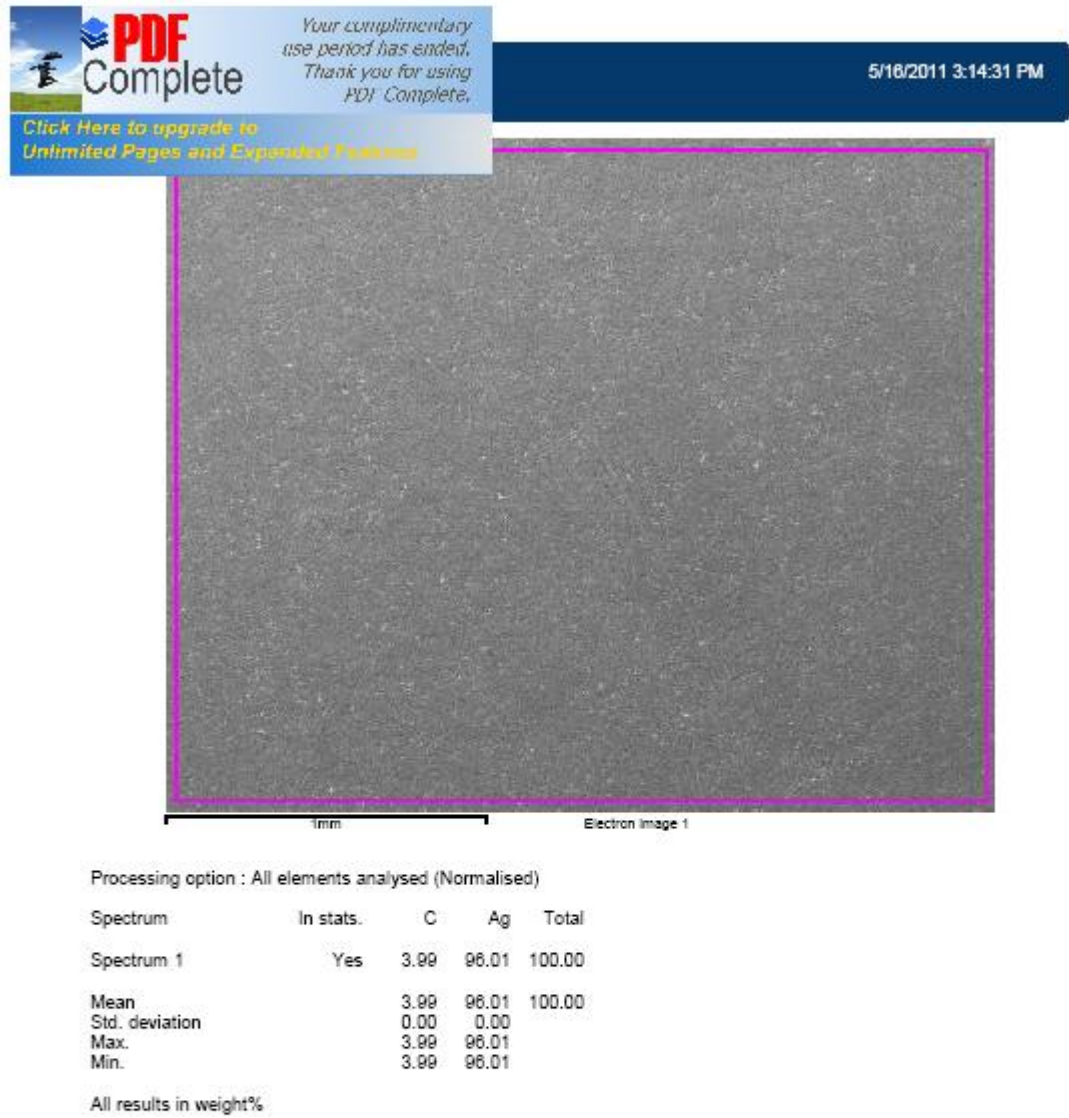 PDF
Complete
Your complimentary
use period has ended.
Thank you for using
PDF Complete.
Click Here to upgrade to
Unlimited Pages and Expanded Features
5/16/2011 3:14:31 PM
1mm
Electron Image 1
Processing option : All elements analysed (Normalised)
Spectrum In stats. C Ag Total
Spectrum 1 Yes 3.99 96.01 100.00
Mean 3.99 96.01 100.00
Std. deviation 0.00 0.00
Max. 3.99 96.01
Min. 3.99 96.01
All results in weight%